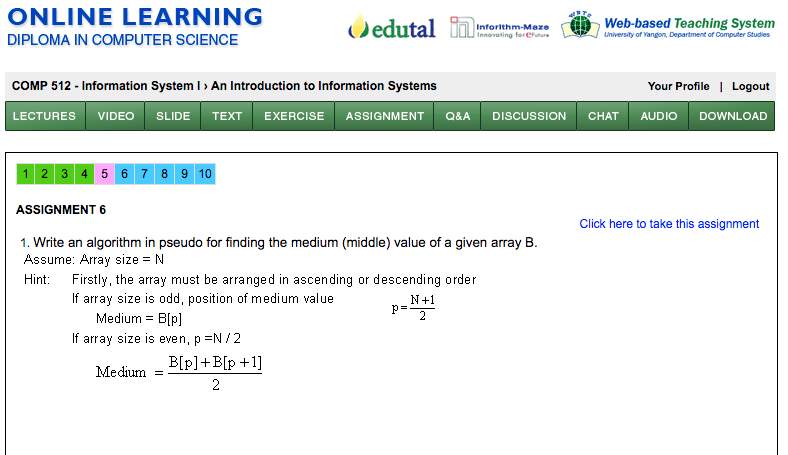 ONLINE LEARNING
DIPLOMA IN COMPUTER SCIENCE
edutal
Inforithm-Maze
Innovating for eFuture
WBTS
Web-based Teaching System
University of Yangon, Department of Computer Studies
COMP 512 - Information System I › An Introduction to Information Systems
Your Profile | Logout
LECTURES VIDEO SLIDE TEXT EXERCISE ASSIGNMENT Q&A DISCUSSION CHAT AUDIO DOWNLOAD
1 2 3 4 5 6 7 8 9 10
ASSIGNMENT 6
Click here to take this assignment
1. Write an algorithm in pseudo for finding the medium (middle) value of a given array B.
Assume: Array size = N
Hint: Firstly, the array must be arranged in ascending or descending order
If array size is odd, position of medium value p = N+1 / 2
Medium = B[p]
If array size is even, p =N / 2
Medium = B[p]+B[p+1] / 2